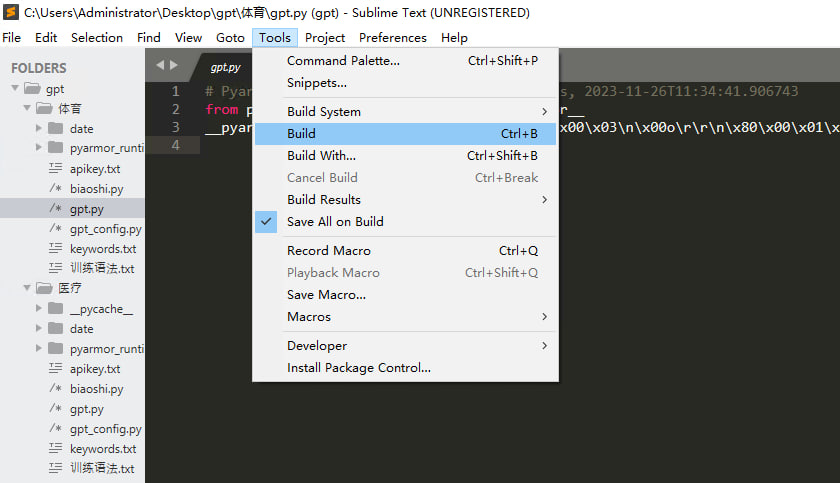 C:\Users\Administrator\Desktop\gpt\体育\gpt.py (gpt) - Sublime Text (UNREGISTERED)
File Edit Selection Find View Goto Tools Project Preferences Help
FOLDERS
gpt
体育
date
pyarmor_runti
apikey.txt
biaoshi.py
gpt.py
gpt_config.py
keywords.txt
训练语法.txt
医疗
__pycache__
date
pyarmor_runti
apikey.txt
biaoshi.py
gpt.py
gpt_config.py
keywords.txt
训练语法.txt
gpt.py
1 # Pyar s, 2023-11-26T11:34:41.906743
2 from p r__
3 __pyar x00\x03\n\x00o\r\r\n\x80\x00\x01\x
4
Command Palette... Ctrl+Shift+P
Snippets...
Build System
Build Ctrl+B
Build With... Ctrl+Shift+B
Cancel Build Ctrl+Break
Build Results
Save All on Build
Record Macro Ctrl+Q
Playback Macro Ctrl+Shift+Q
Save Macro...
Macros
Developer
Install Package Control...